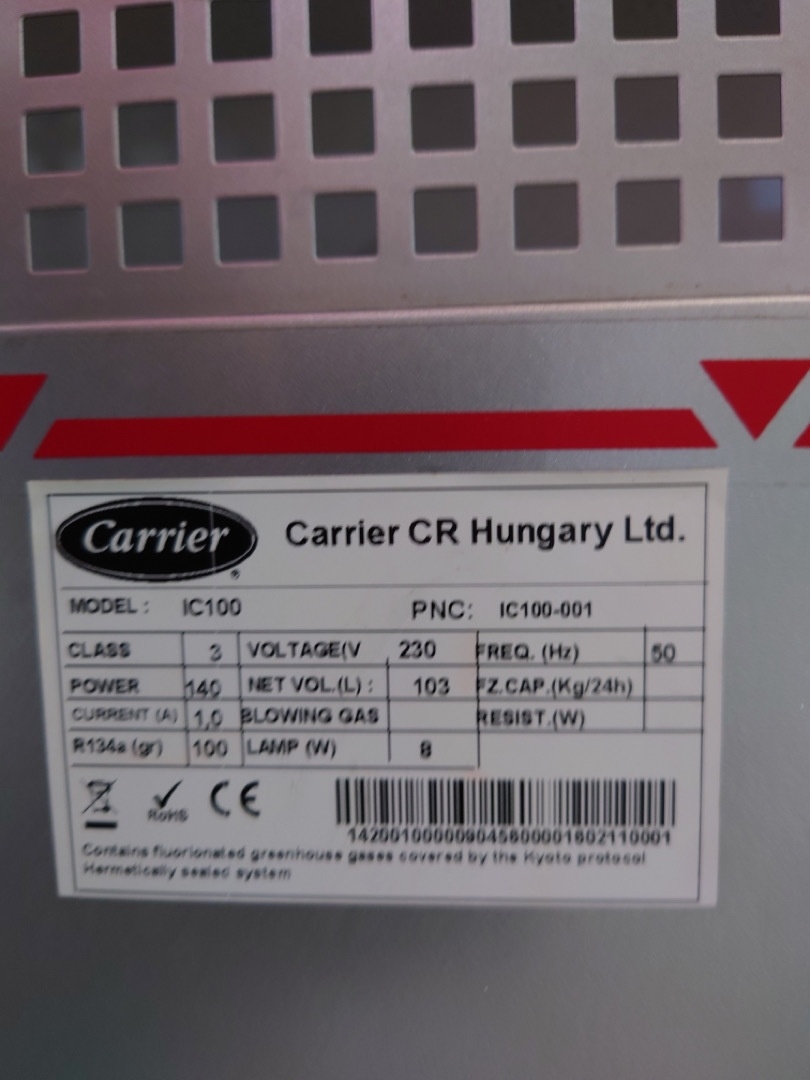 Carrier ® Carrier CR Hungary Ltd.
MODEL : IC100 PNC: IC100-001
CLASS 3 VOLTAGE(V 230 FREQ. (Hz) 50
POWER 140 NET VOL.(L) : 103 FZ.CAP.(Kg/24h)
CURRENT (A) 1,0 BLOWING GAS RESIST.(W)
R134a (gr) 100 LAMP (W) 8
RoHS CE
142001000009045800001602110001
Contains fluorionated greenhouse gases covered by the Kyoto protocol
Hermetically sealed system